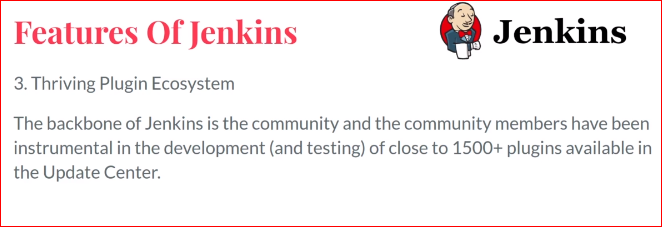 Features Of Jenkins
Jenkins
3. Thriving Plugin Ecosystem
The backbone of Jenkins is the community and the community members have been
instrumental in the development (and testing) of close to 1500+ plugins available in
the Update Center.